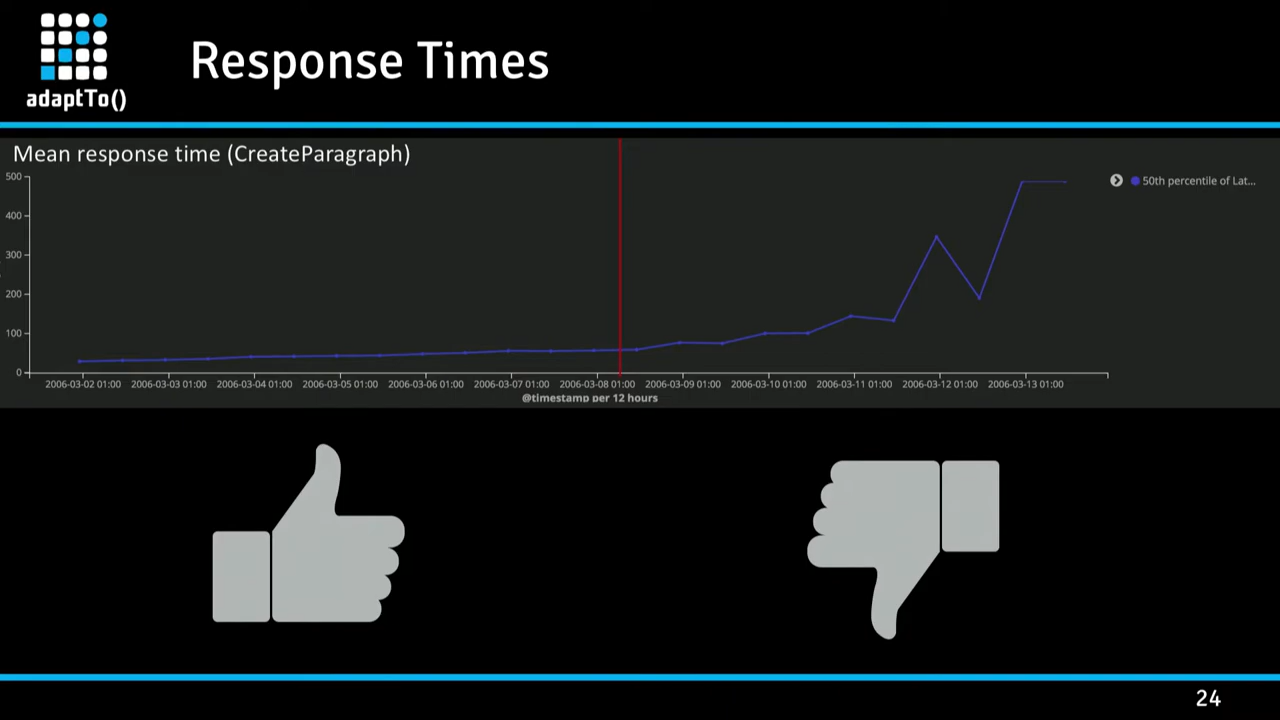 adaptTo()
Response Times
Mean response time (CreateParagraph)
500
400
300
200
100
0
50th percentile of Lat...
2006-03-02 01:00 2006-03-03 01:00 2006-03-04 01:00 2006-03-05 01:00 2006-03-06 01:00 2006-03-07 01:00 2006-03-08 01:00 2006-03-09 01:00 2006-03-10 01:00 2006-03-11 01:00 2006-03-12 01:00 2006-03-13 01:00
@timestamp per 12 hours
24